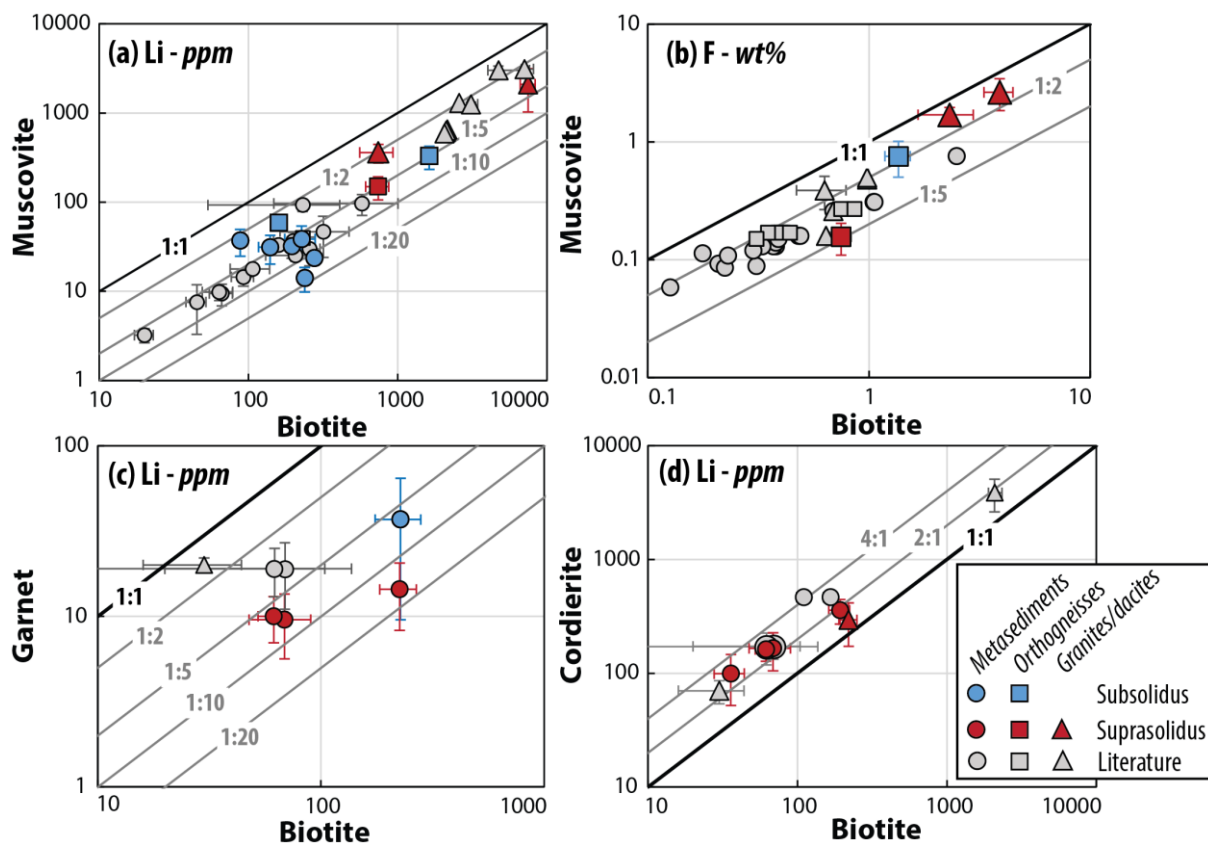 (a) Li - ppm
10000
1000
100
10
1
Muscovite
1:1
1:2
1:5
1:10
1:20
10
100
1000
10000
Biotite
(b) F - wt%
10
1
0.1
0.01
Muscovite
1:1
1:2
1:5
0.1
1
10
Biotite
(c) Li - ppm
100
10
1
Garnet
1:1
1:2
1:5
1:10
1:20
10
100
1000
Biotite
(d) Li - ppm
10000
1000
100
10
Cordierite
4:1
2:1
1:1
10
100
1000
10000
Biotite
Metasediments
Orthogneisses
Granites/dacites
Subsolidus
Suprasolidus
Literature